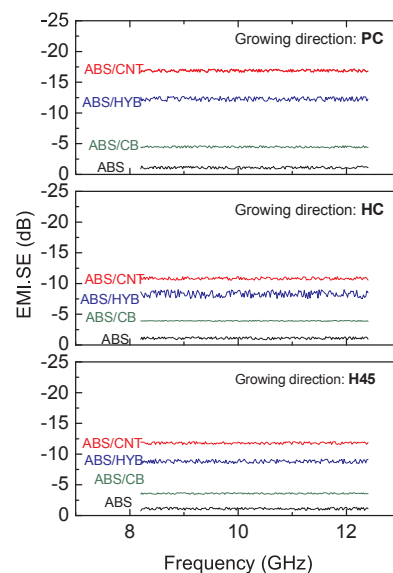 -25
Growing direction: PC
-20
ABS/CNT
-15
ABS/HYB
-10
-5
ABS/CB
ABS
0
-25
Growing direction: HC
-20
-15
ABS/CNT
-10
ABS/HYB
-5
ABS/CB
ABS
0
-25
Growing direction: H45
-20
-15
ABS/CNT
-10
ABS/HYB
ABS/CB
-5
ABS
0
8 10 12
EMI.SE (dB)
Frequency (GHz)